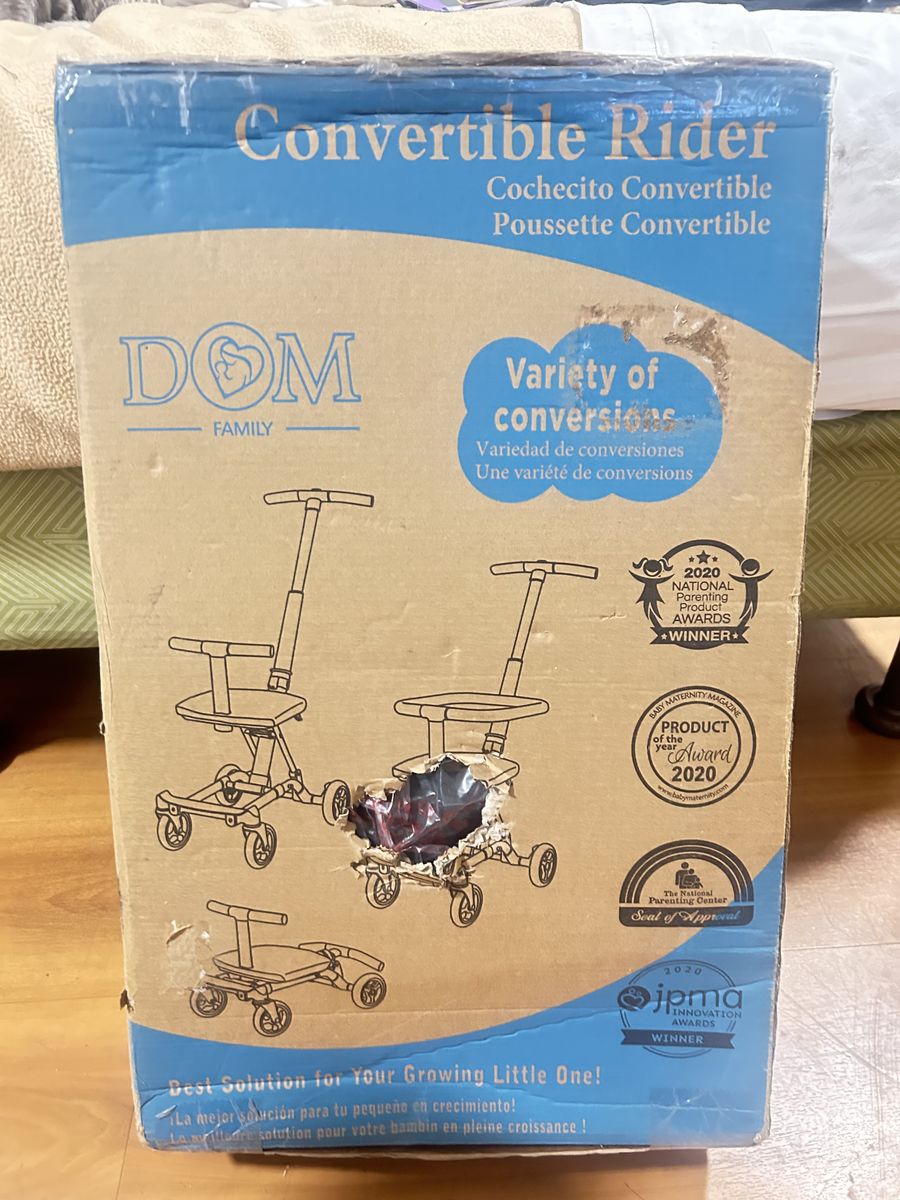 Convertible Rider
Cochecito Convertible
Poussette Convertible
DOM
FAMILY
Variety of
conversions
Variedad de conversiones
Une variété de conversions
2020
NATIONAL
Parenting
Product
AWARDS
WINNER
BABY MATERNITY MAGAZINE
PRODUCT
of the
year
Award
2020
www.babymaternity.com
The National
Parenting Center
Seal of Approval
2020
jpma
INNOVATION
AWARDS
WINNER
Best Solution for Your Growing Little One!
¡La mejor solución para tu pequeño en crecimiento!
La meilleure solution pour votre bambin en pleine croissance !